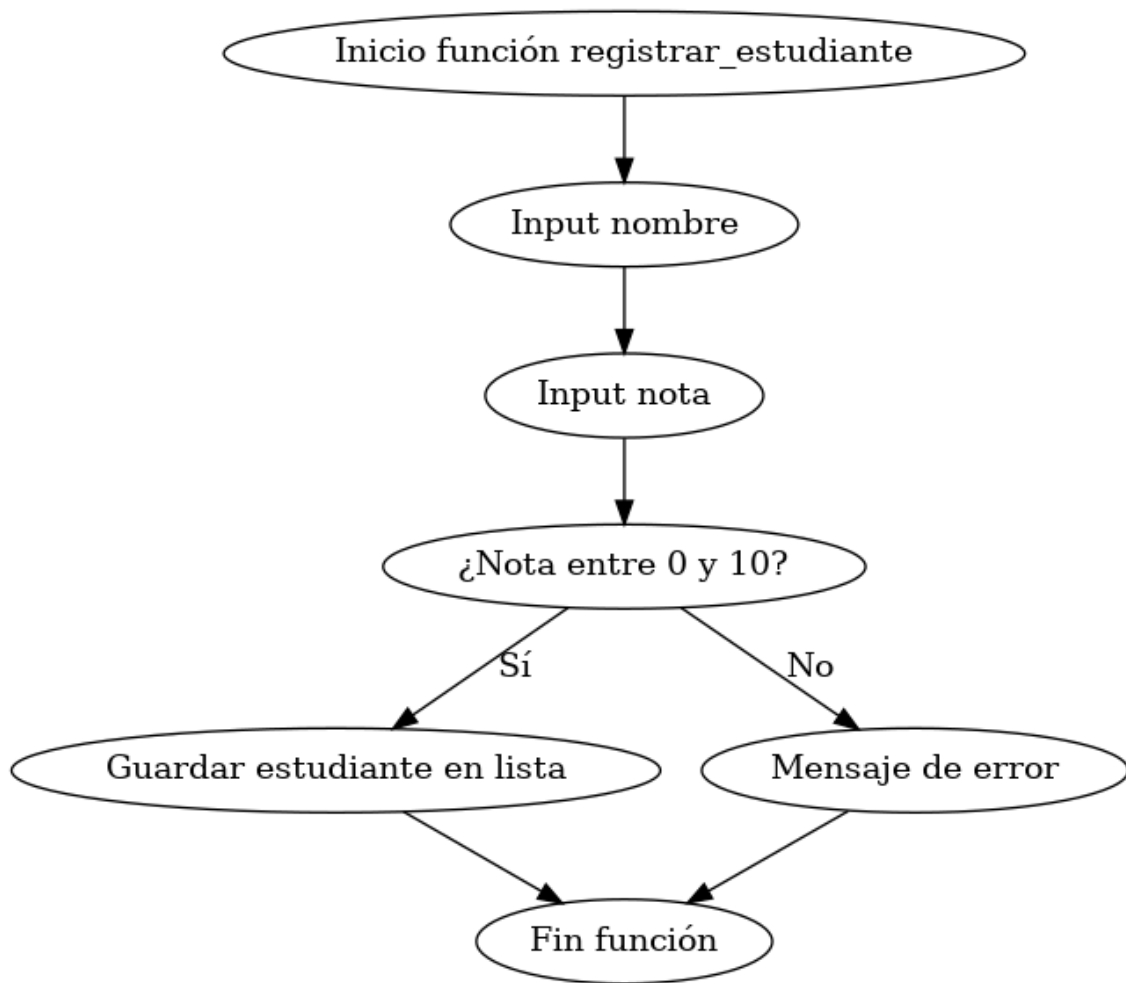 Inicio función registrar_estudiante
Input nombre
Input nota
¿Nota entre 0 y 10?
Sí
No
Guardar estudiante en lista
Mensaje de error
Fin función